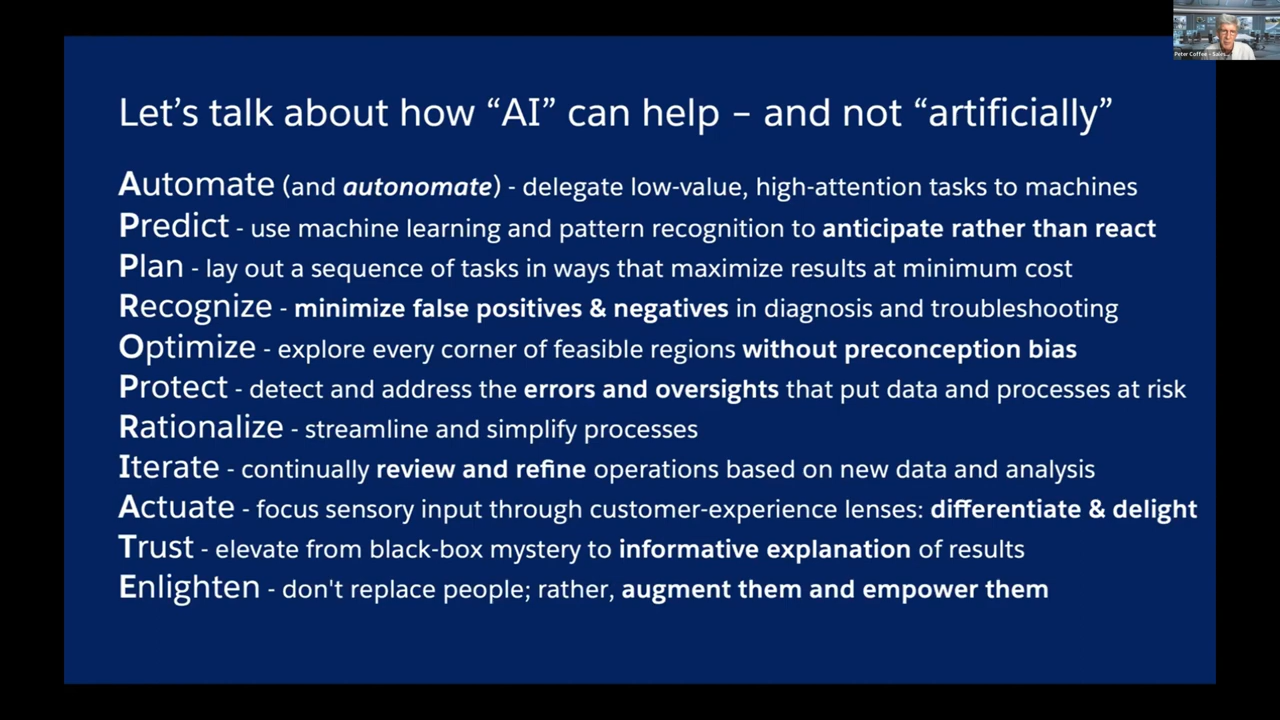 Let’s talk about how “AI” can help – and not “artificially”
Automate (and autonomate) - delegate low-value, high-attention tasks to machines
Predict - use machine learning and pattern recognition to anticipate rather than react
Plan - lay out a sequence of tasks in ways that maximize results at minimum cost
Recognize - minimize false positives & negatives in diagnosis and troubleshooting
Optimize - explore every corner of feasible regions without preconception bias
Protect - detect and address the errors and oversights that put data and processes at risk
Rationalize - streamline and simplify processes
Iterate - continually review and refine operations based on new data and analysis
Actuate - focus sensory input through customer-experience lenses: differentiate & delight
Trust - elevate from black-box mystery to informative explanation of results
Enlighten - don't replace people; rather, augment them and empower them
Peter Coffee - Sales...